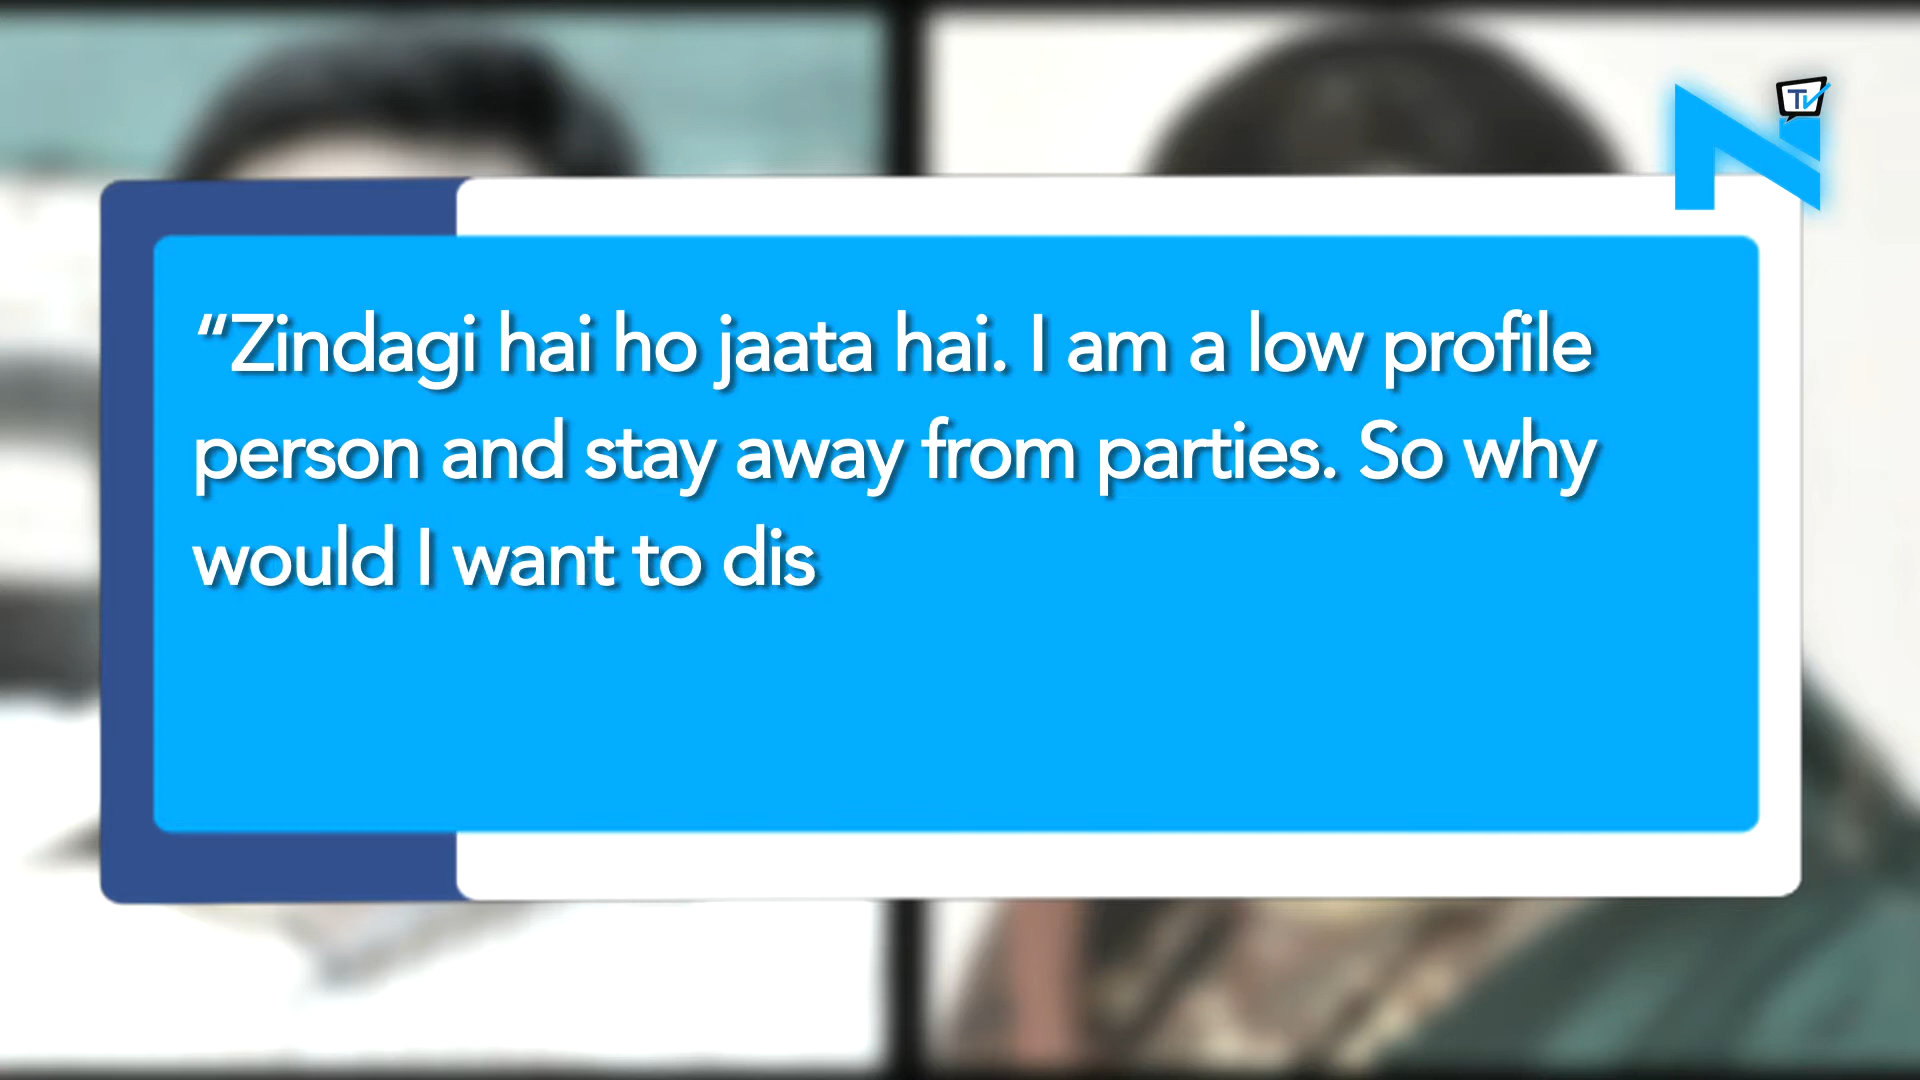 TV
“Zindagi hai ho jaata hai. I am a low profile
person and stay away from parties. So why
would I want to dis